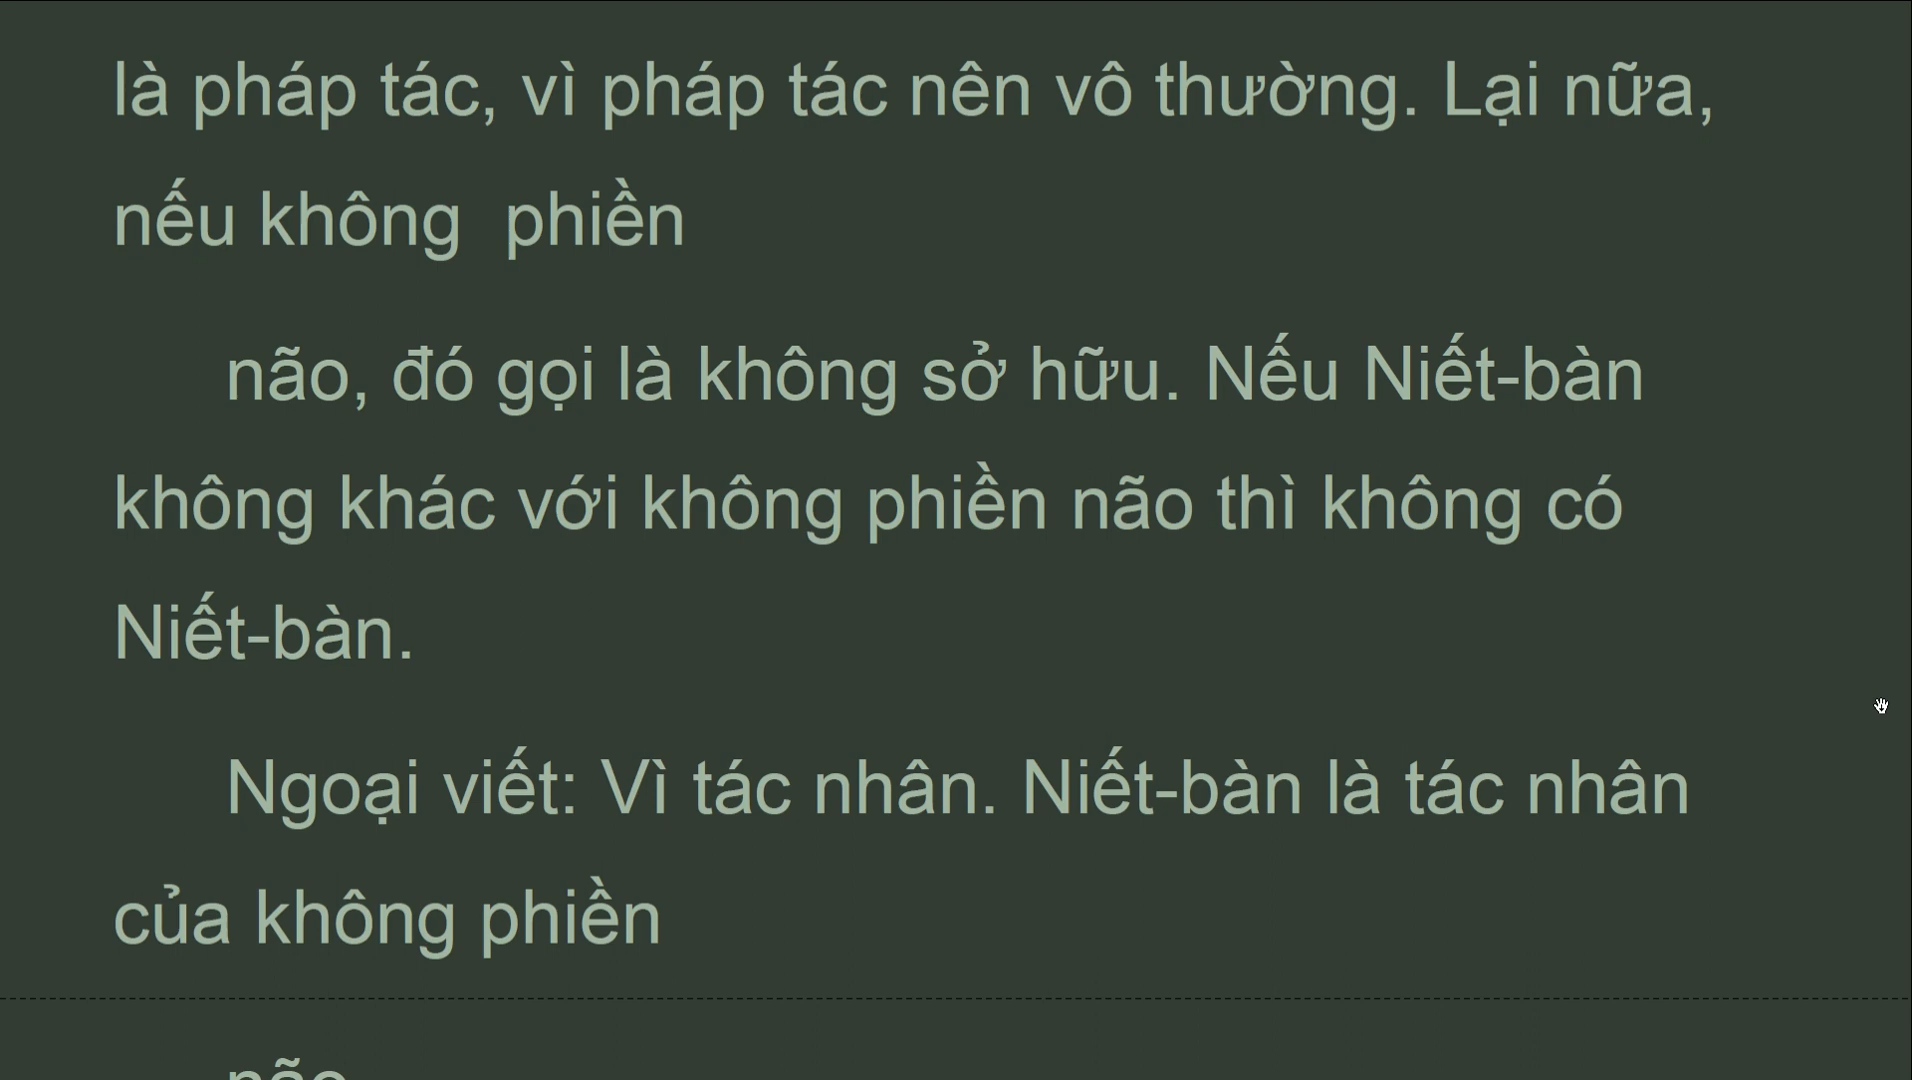 là pháp tác, vì pháp tác nên vô thường. Lại nữa,
nếu không  phiền
não, đó gọi là không sở hữu. Nếu Niết-bàn
không khác với không phiền não thì không có
Niết-bàn.
Ngoại viết: Vì tác nhân. Niết-bàn là tác nhân
của không phiền
não